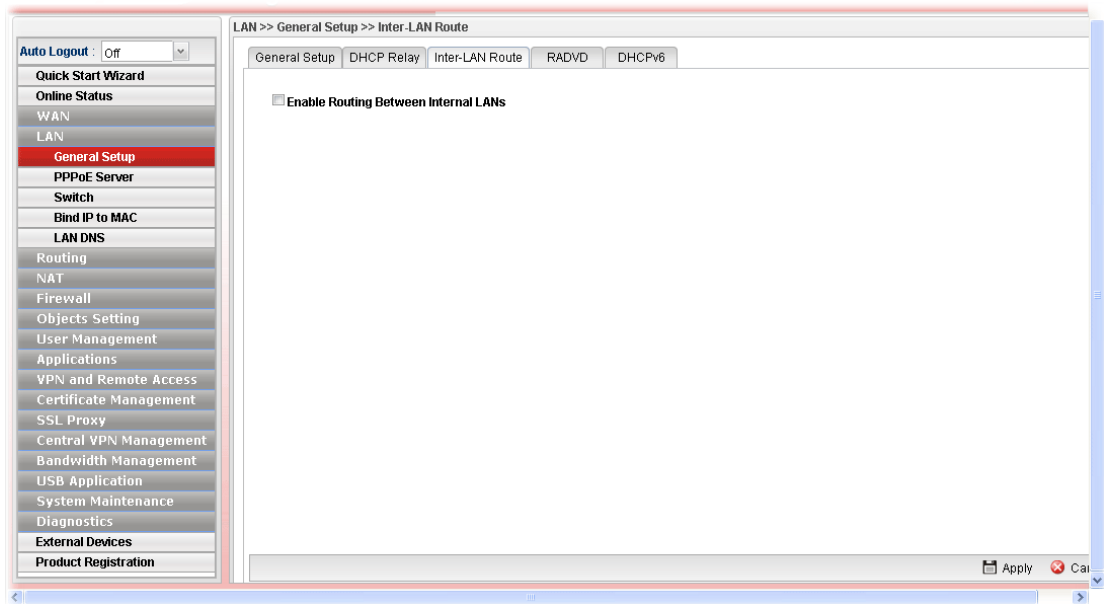 LAN >> General Setup >> Inter-LAN Route
Auto Logout : Off
General Setup DHCP Relay Inter-LAN Route RADVD DHCPv6
Quick Start Wizard
Online Status
WAN
LAN
General Setup
PPPoE Server
Switch
Bind IP to MAC
LAN DNS
Routing
NAT
Firewall
Objects Setting
User Management
Applications
VPN and Remote Access
Certificate Management
SSL Proxy
Central VPN Management
Bandwidth Management
USB Application
System Maintenance
Diagnostics
External Devices
Product Registration
Enable Routing Between Internal LANs
Apply Ca